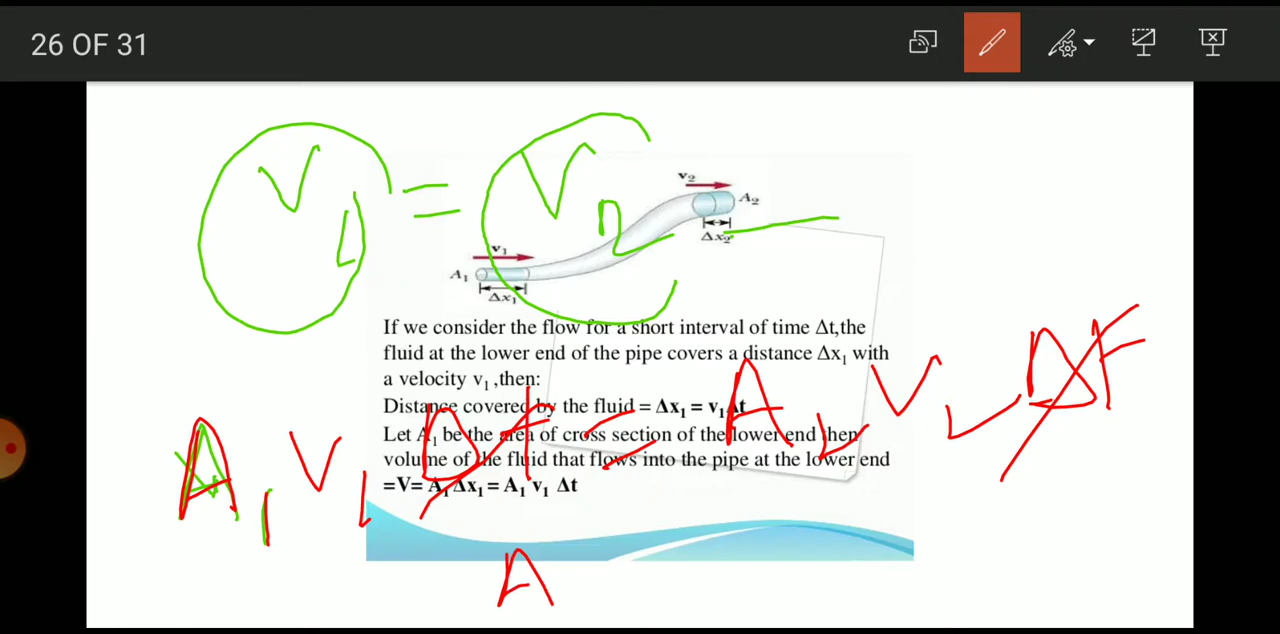 26 OF 31
V1 = V2
v₂
A₂
Δx₂
v₁
A₁
Δx₁
If we consider the flow for a short interval of time Δt,the
fluid at the lower end of the pipe covers a distance Δx₁ with
a velocity v₁ ,then:
Distance covered by the fluid = Δx₁ = v₁Δt
Let A₁ be the area of cross section of the lower end then
volume of the fluid that flows into the pipe at the lower end
=V= A₁ Δx₁ = A₁ v₁ Δt
A1 V1 Δt = A2 V2 Δt
A